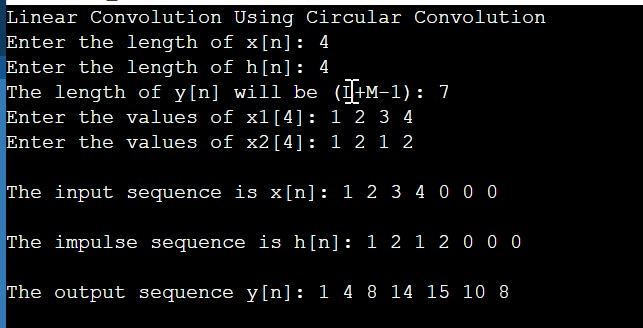 Linear Convolution Using Circular Convolution
Enter the length of x[n]: 4
Enter the length of h[n]: 4
The length of y[n] will be (L+M-1): 7
Enter the values of x1[4]: 1 2 3 4
Enter the values of x2[4]: 1 2 1 2
The input sequence is x[n]: 1 2 3 4 0 0 0
The impulse sequence is h[n]: 1 2 1 2 0 0 0
The output sequence y[n]: 1 4 8 14 15 10 8